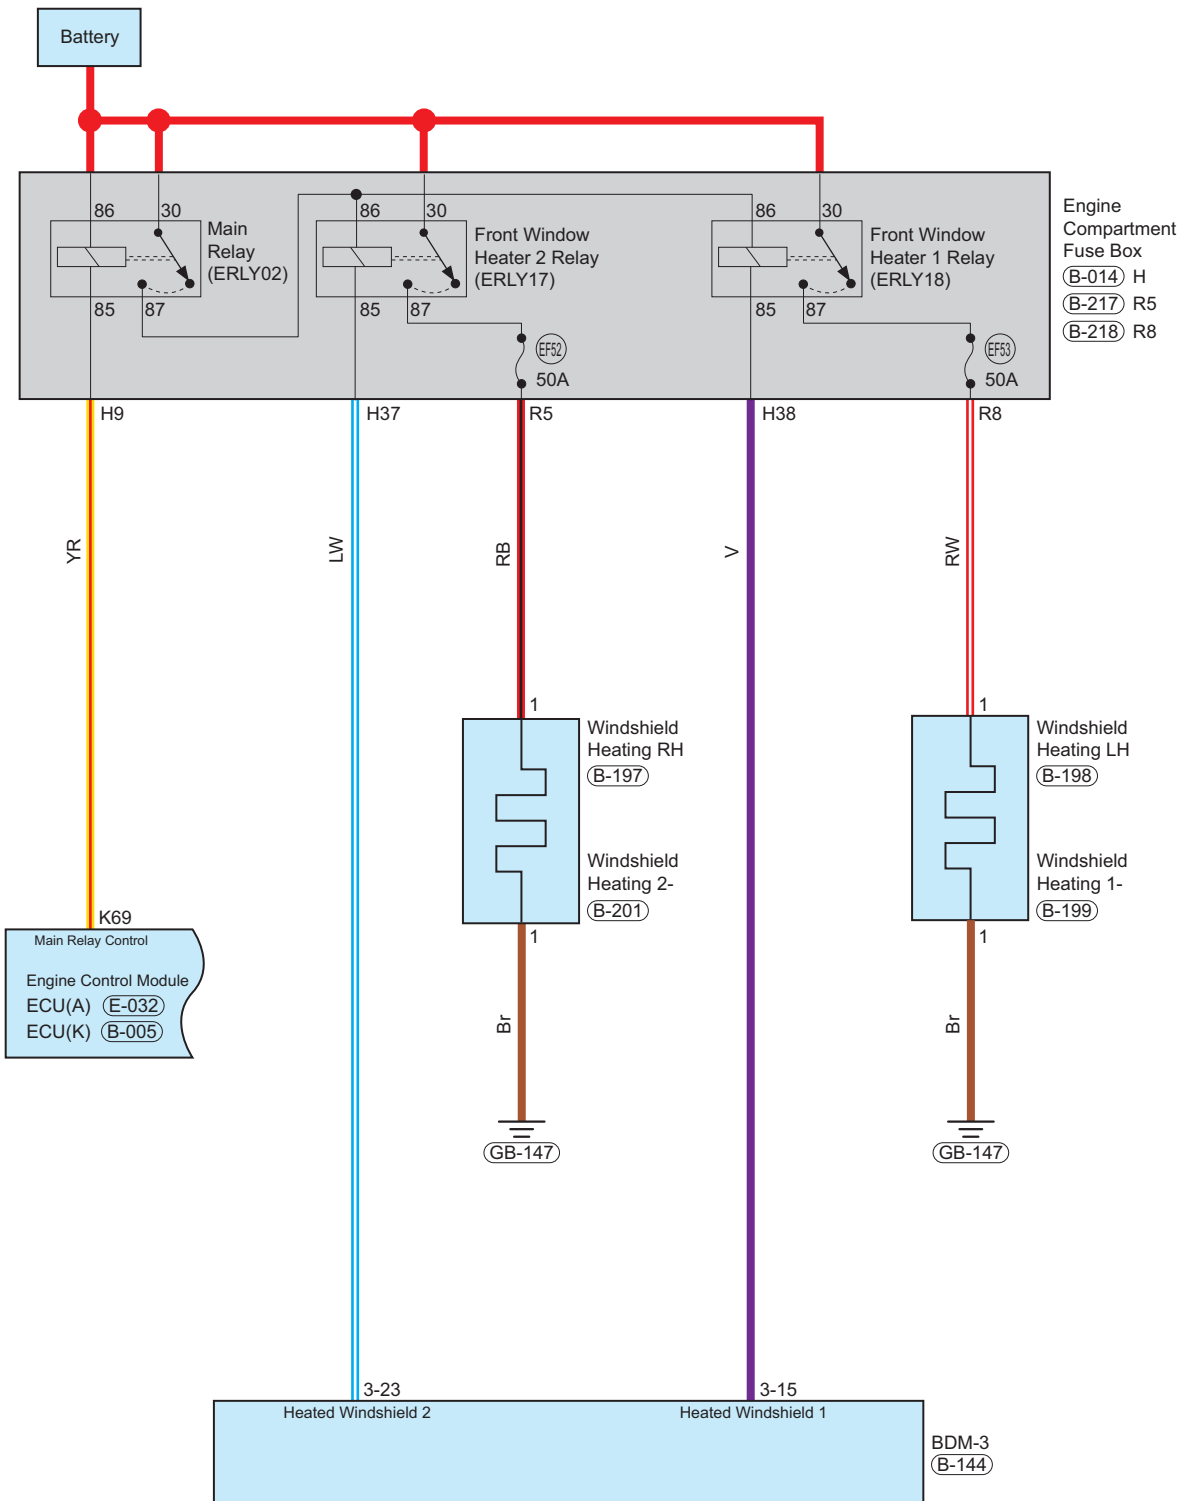 Battery
86
30
Main
Relay
(ERLY02)
85
87
86
30
Front Window
Heater 2 Relay
(ERLY17)
85
87
EF52
50A
86
30
Front Window
Heater 1 Relay
(ERLY18)
85
87
EF53
50A
Engine
Compartment
Fuse Box
B-014 H
B-217 R5
B-218 R8
H9
H37
R5
H38
R8
YR
LW
RB
V
RW
1
Windshield
Heating RH
B-197
Windshield
Heating 2-
B-201
1
1
Windshield
Heating LH
B-198
Windshield
Heating 1-
B-199
1
K69
Main Relay Control
Engine Control Module
ECU(A) E-032
ECU(K) B-005
Br
Br
GB-147
GB-147
3-23
3-15
Heated Windshield 2
Heated Windshield 1
BDM-3
B-144